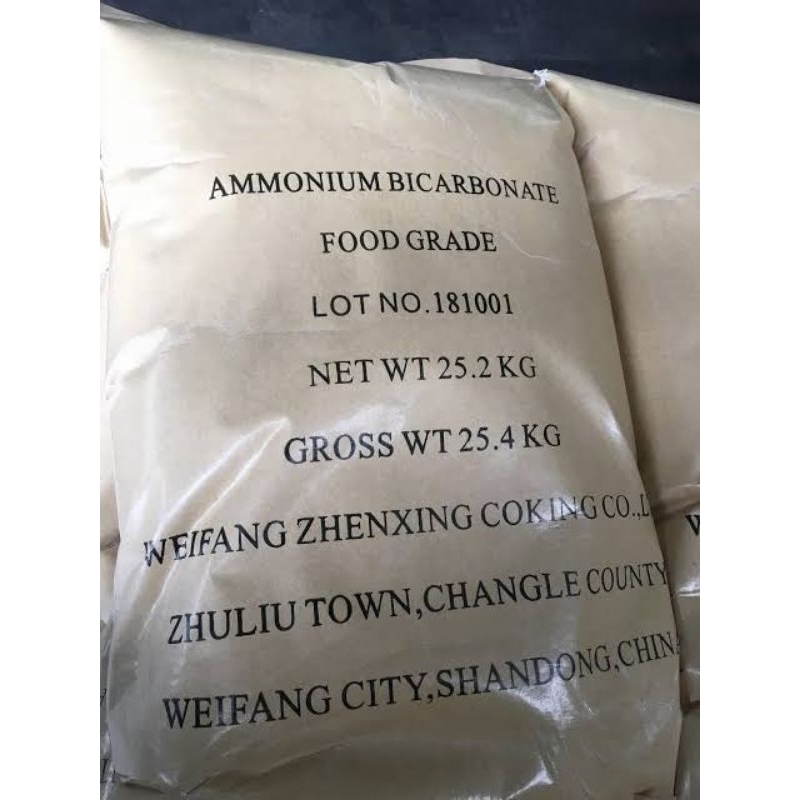 AMMONIUM BICARBONATE
FOOD GRADE
LOT NO.181001
NET WT 25.2 KG
GROSS WT 25.4 KG
WEIFANG ZHENXING COKING CO.,L
ZHULIU TOWN,CHANGLE COUNTY
WEIFANG CITY,SHANDONG,CHINA